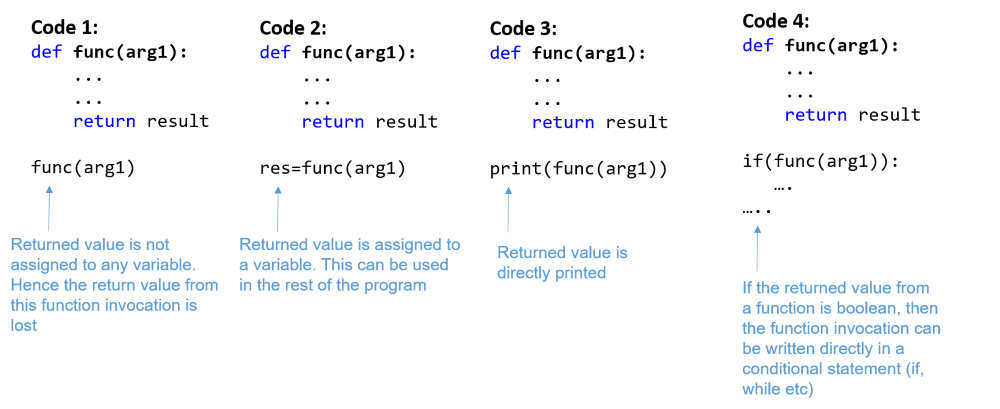 Code 1:
def func(arg1):
...
...
return result
func(arg1)
Returned value is not
assigned to any variable.
Hence the return value from
this function invocation is
lost
Code 2:
def func(arg1):
...
...
return result
res=func(arg1)
Returned value is assigned to
a variable. This can be used
in the rest of the program
Code 3:
def func(arg1):
...
...
return result
print(func(arg1))
Returned value is
directly printed
Code 4:
def func(arg1):
...
...
return result
if(func(arg1)):
….
…..
If the returned value from
a function is boolean, then
the function invocation can
be written directly in a
conditional statement (if,
while etc)